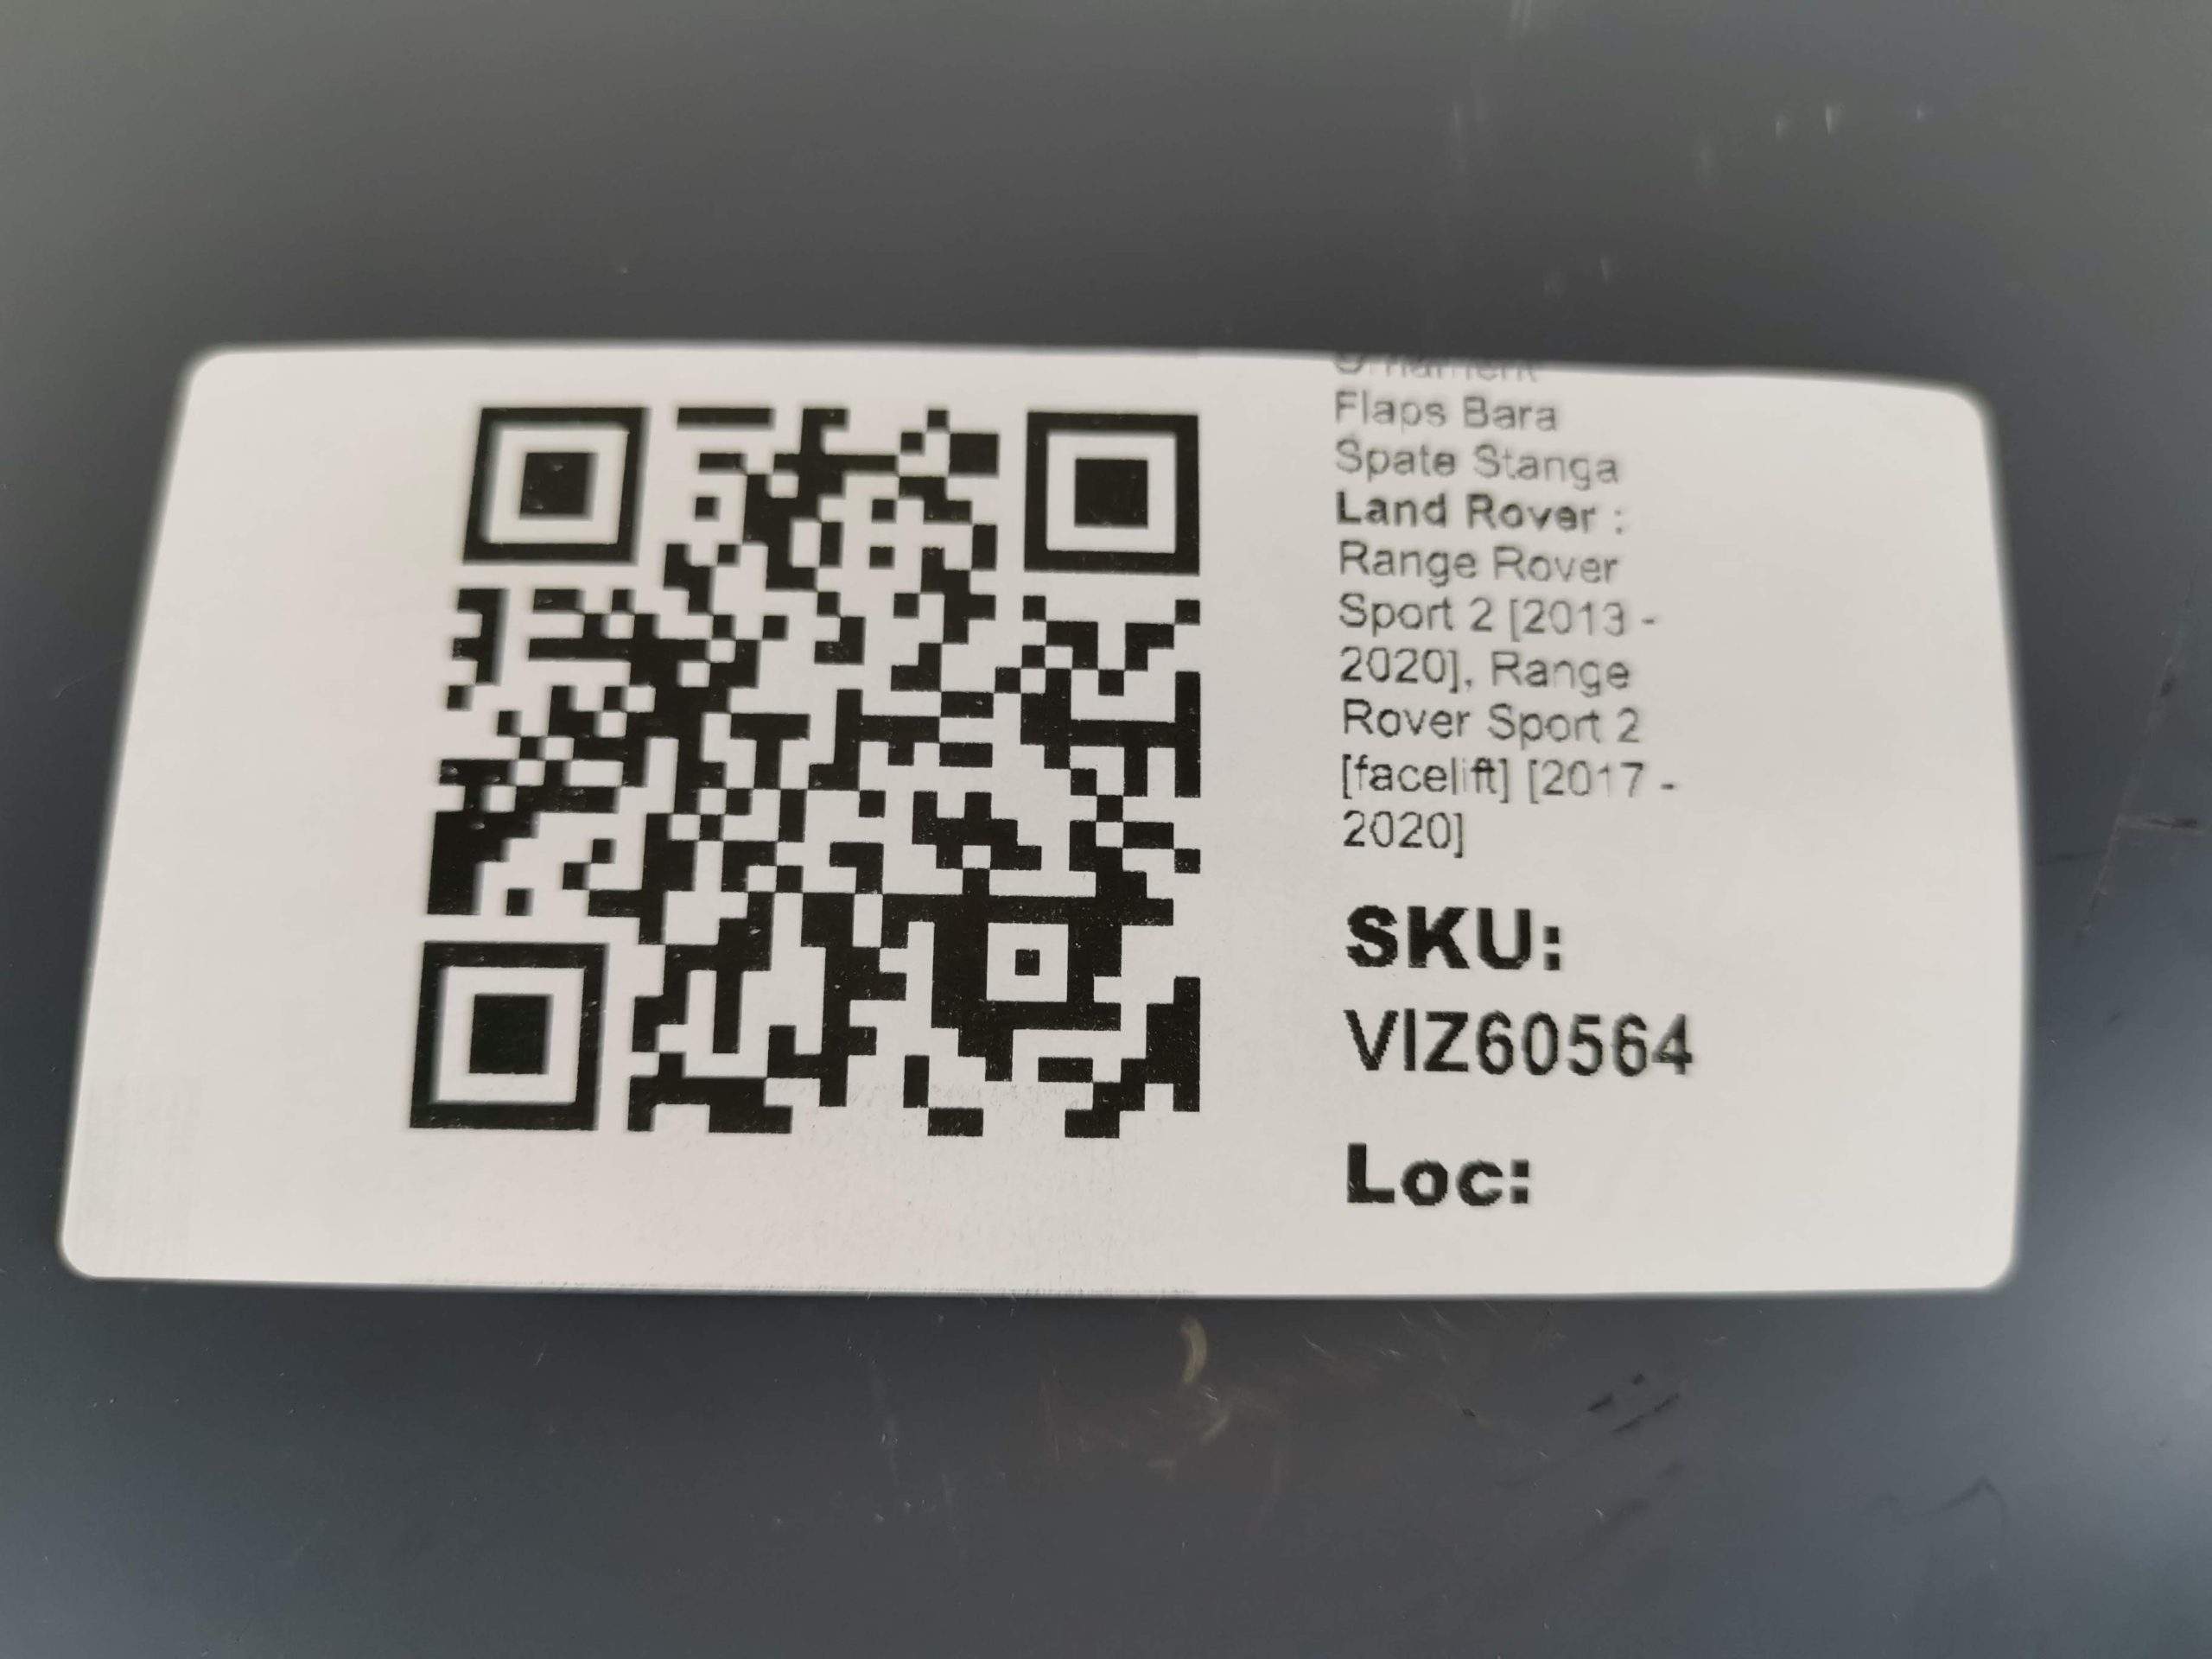 Ornament
Flaps Bara
Spate Stanga
Land Rover :
Range Rover
Sport 2 [2013 -
2020], Range
Rover Sport 2
[facelift] [2017 -
2020]
SKU:
VIZ60564
Loc: